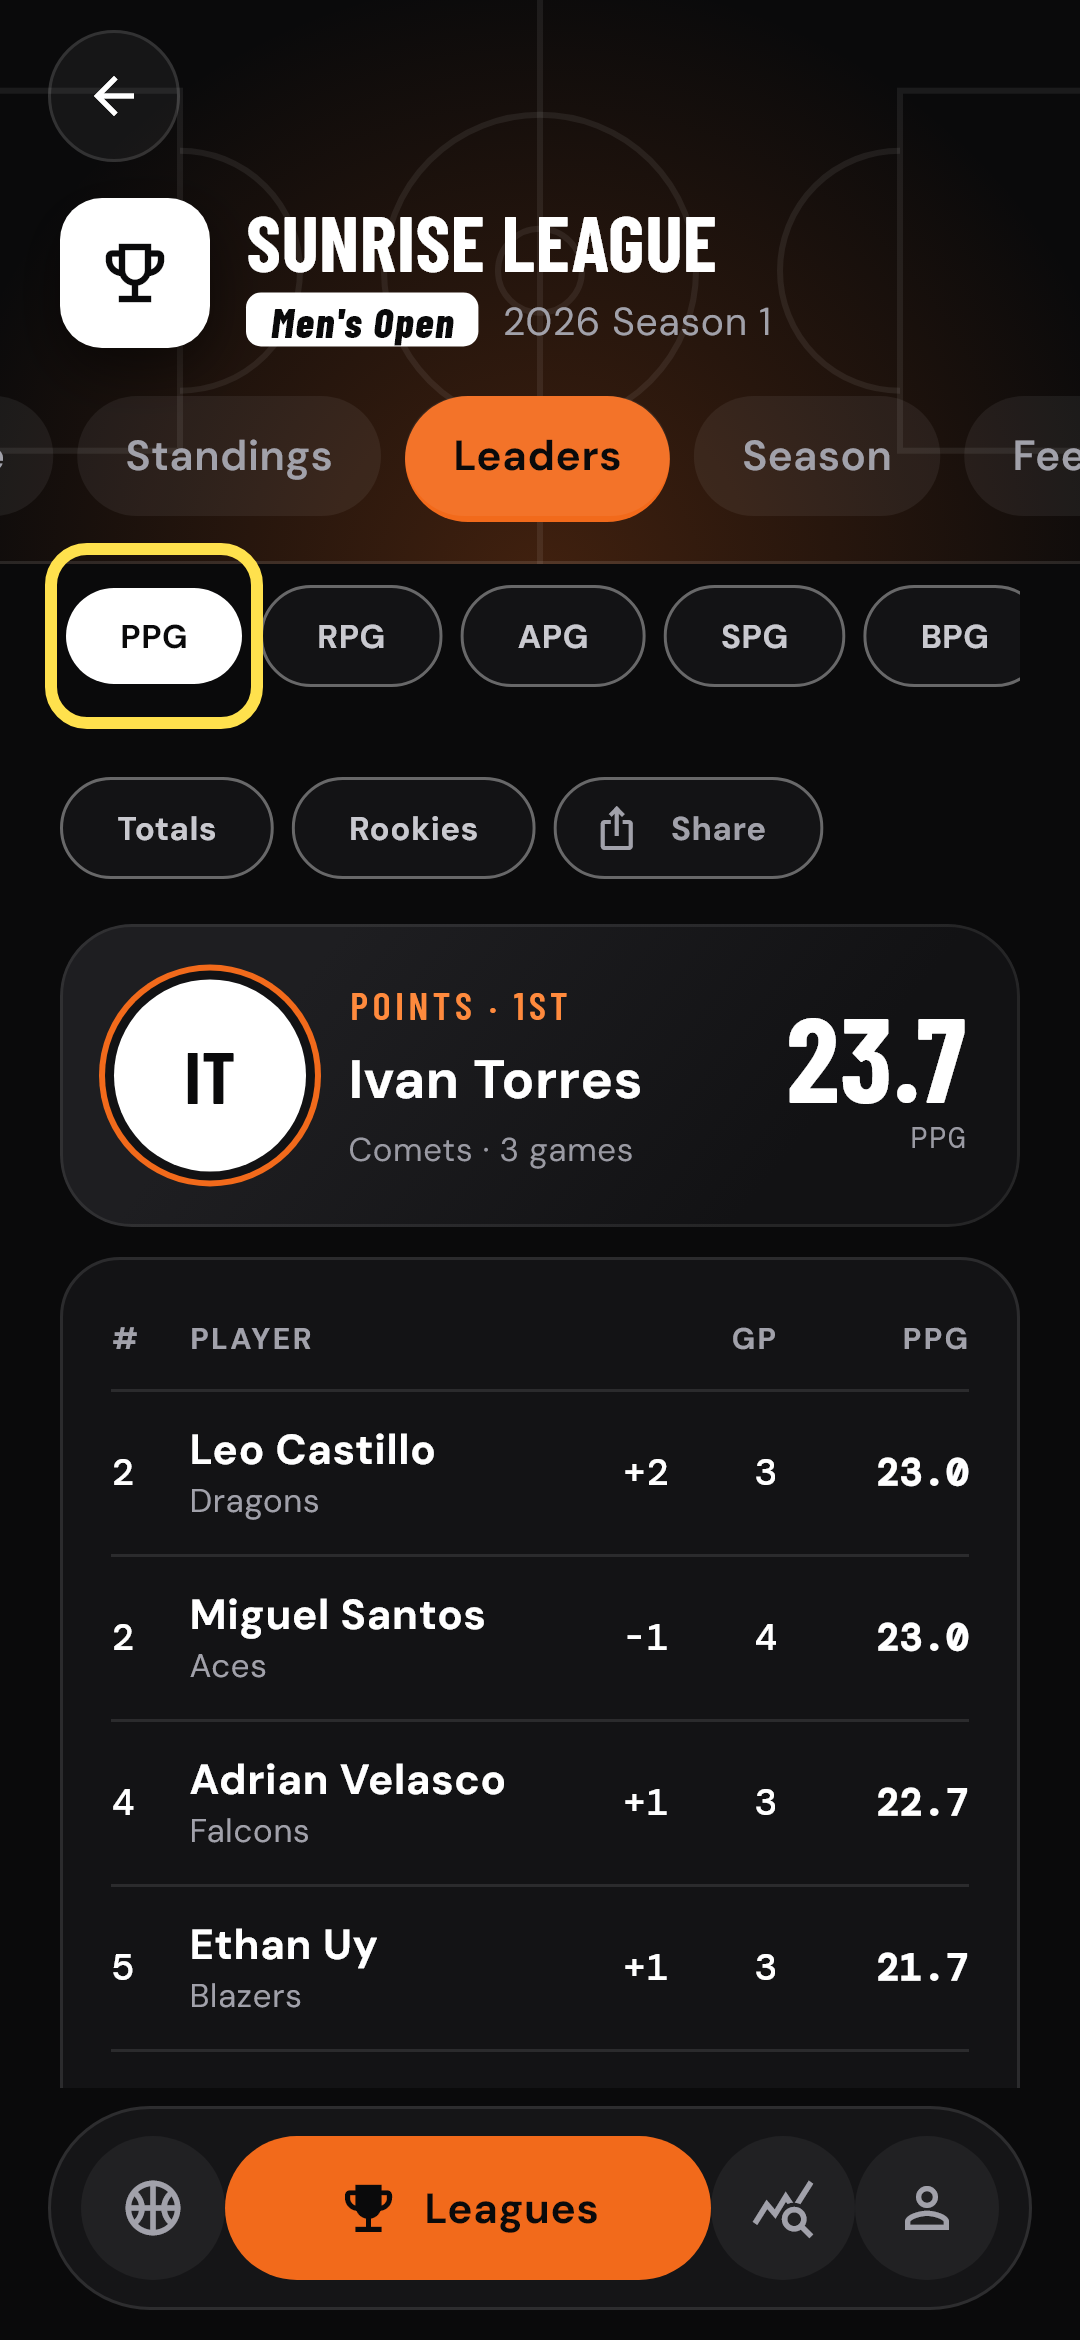 SUNRISE LEAGUE
Men's Open 2026 Season 1
Standings Leaders Season Fee
PPG RPG APG SPG BPG
Totals Rookies Share
POINTS · 1ST
IT Ivan Torres 23.7
Comets · 3 games PPG
# PLAYER GP PPG
2 Leo Castillo +2 3 23.0
Dragons
2 Miguel Santos -1 4 23.0
Aces
4 Adrian Velasco +1 3 22.7
Falcons
5 Ethan Uy +1 3 21.7
Blazers
Leagues